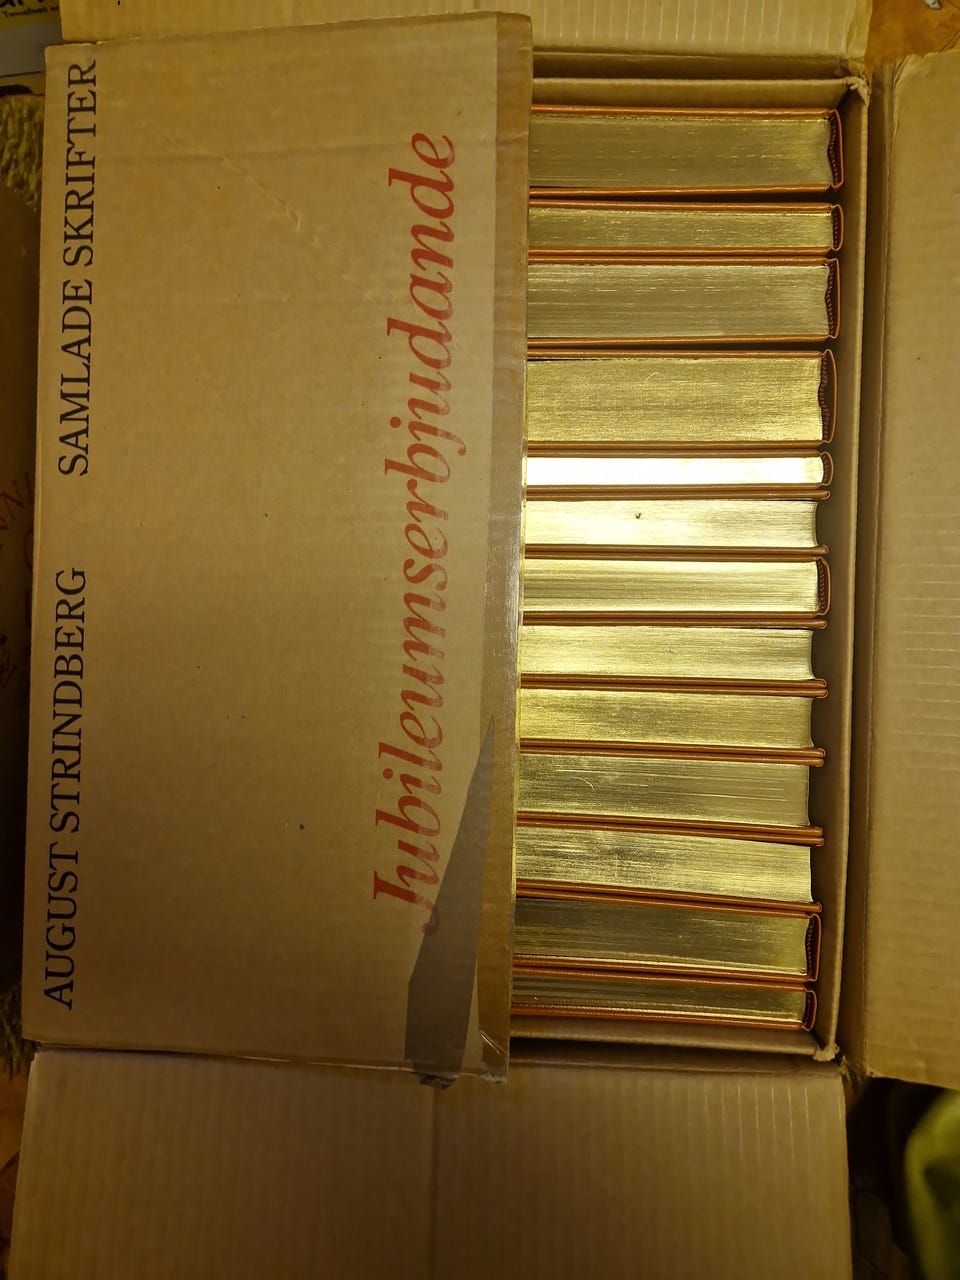 AUGUST STRINDBERG SAMLADE SKRIFTER
Jubileumserbjudande